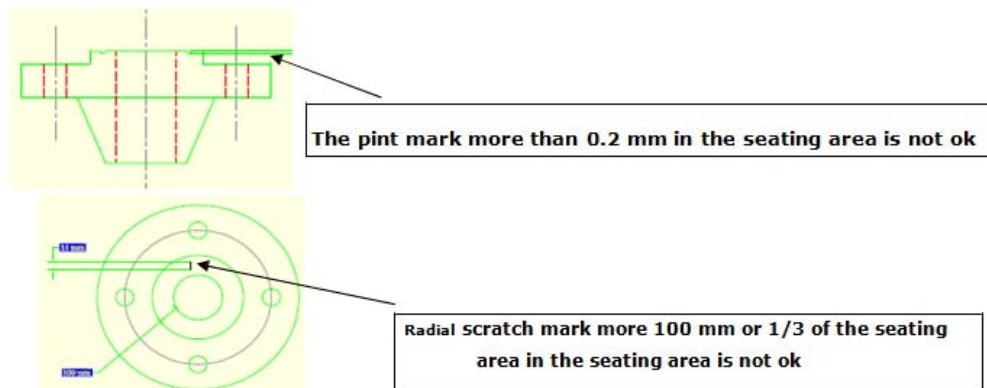 The pint mark more than 0.2 mm in the seating area is not ok
Radial scratch mark more 100 mm or 1/3 of the seating
area in the seating area is not ok